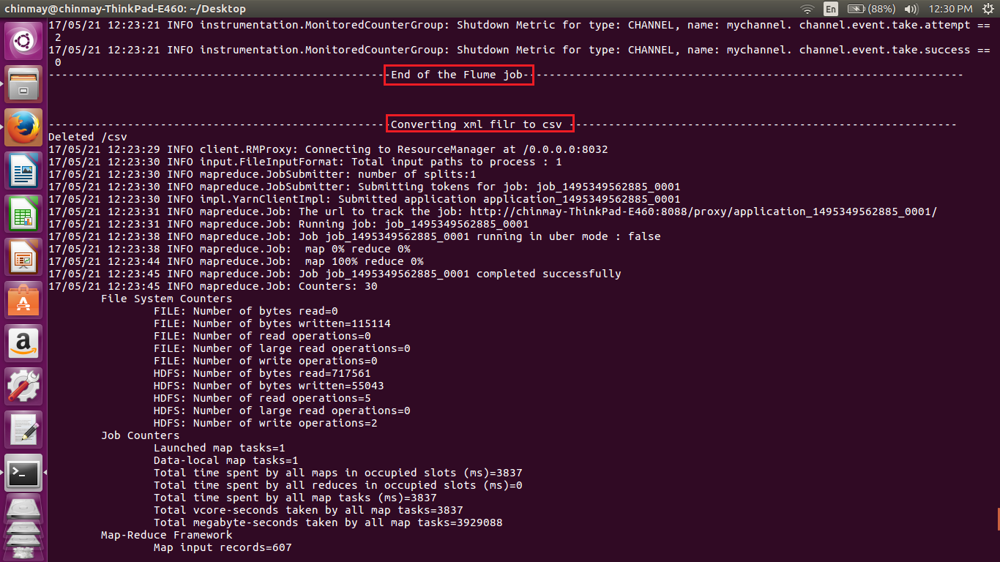 chinmay@chinmay-ThinkPad-E460: ~/Desktop
En (88%) 12:30 PM
17/05/21 12:23:21 INFO instrumentation.MonitoredCounterGroup: Shutdown Metric for type: CHANNEL, name: mychannel. channel.event.take.attempt ==
2
17/05/21 12:23:21 INFO instrumentation.MonitoredCounterGroup: Shutdown Metric for type: CHANNEL, name: mychannel. channel.event.take.success ==
0
----------------------------------------------------End of the Flume job-------------------------------------------------------------------
----------------------------------------------------Converting xml filr to csv -----------------------------------------------------------
Deleted /csv
17/05/21 12:23:29 INFO client.RMProxy: Connecting to ResourceManager at /0.0.0.0:8032
17/05/21 12:23:30 INFO input.FileInputFormat: Total input paths to process : 1
17/05/21 12:23:30 INFO mapreduce.JobSubmitter: number of splits:1
17/05/21 12:23:30 INFO mapreduce.JobSubmitter: Submitting tokens for job: job_1495349562885_0001
17/05/21 12:23:30 INFO impl.YarnClientImpl: Submitted application application_1495349562885_0001
17/05/21 12:23:31 INFO mapreduce.Job: The url to track the job: http://chinmay-ThinkPad-E460:8088/proxy/application_1495349562885_0001/
17/05/21 12:23:31 INFO mapreduce.Job: Running job: job_1495349562885_0001
17/05/21 12:23:38 INFO mapreduce.Job: Job job_1495349562885_0001 running in uber mode : false
17/05/21 12:23:38 INFO mapreduce.Job:  map 0% reduce 0%
17/05/21 12:23:44 INFO mapreduce.Job:  map 100% reduce 0%
17/05/21 12:23:45 INFO mapreduce.Job: Job job_1495349562885_0001 completed successfully
17/05/21 12:23:45 INFO mapreduce.Job: Counters: 30
File System Counters
FILE: Number of bytes read=0
FILE: Number of bytes written=115114
FILE: Number of read operations=0
FILE: Number of large read operations=0
FILE: Number of write operations=0
HDFS: Number of bytes read=717561
HDFS: Number of bytes written=55043
HDFS: Number of read operations=5
HDFS: Number of large read operations=0
HDFS: Number of write operations=2
Job Counters
Launched map tasks=1
Data-local map tasks=1
Total time spent by all maps in occupied slots (ms)=3837
Total time spent by all reduces in occupied slots (ms)=0
Total time spent by all map tasks (ms)=3837
Total vcore-seconds taken by all map tasks=3837
Total megabyte-seconds taken by all map tasks=3929088
Map-Reduce Framework
Map input records=607